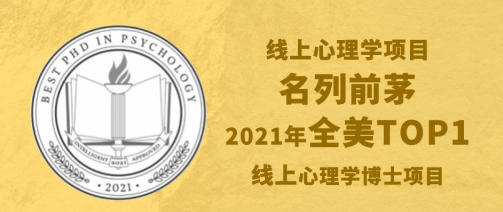 BEST PHD IN PSYCHOLOGY
INTELLIGENT APPROVED
2021
· 2021 ·
线上心理学项目
名列前茅
2021年全美TOP1
线上心理学博士项目